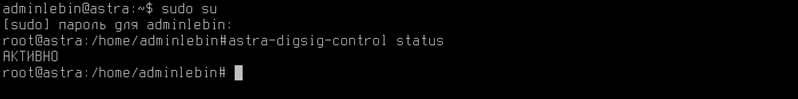 adminlebin@astra:~$ sudo su
[sudo] пароль для adminlebin:
root@astra:/home/adminlebin#astra-digsig-control status
АКТИВНО
root@astra:/home/adminlebin#